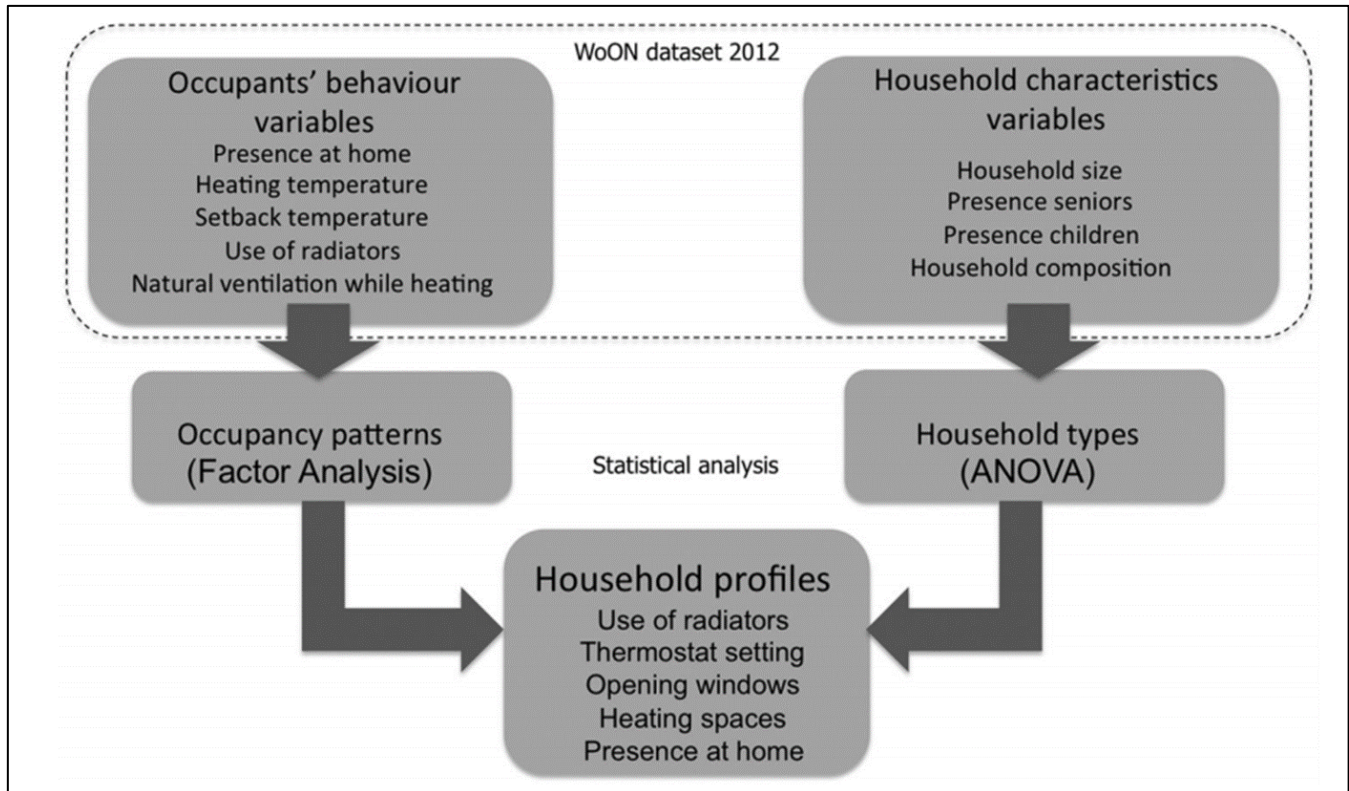 WoON dataset 2012
Occupants’ behaviour
variables
Presence at home
Heating temperature
Setback temperature
Use of radiators
Natural ventilation while heating
Household characteristics
variables
Household size
Presence seniors
Presence children
Household composition
Occupancy patterns
(Factor Analysis)
Statistical analysis
Household types
(ANOVA)
Household profiles
Use of radiators
Thermostat setting
Opening windows
Heating spaces
Presence at home